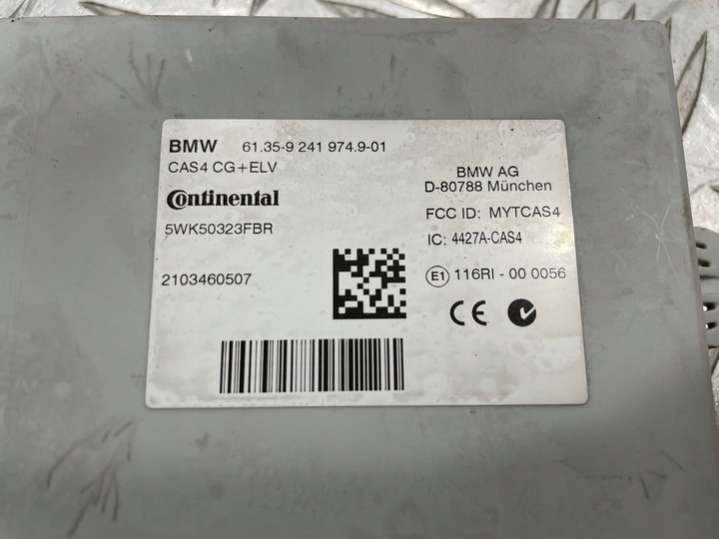 BMW 61.35-9 241 974.9-01
CAS4 CG+ELV
Continental
5WK50323FBR
2103460507
BMW AG
D-80788 München
FCC ID: MYTCAS4
IC: 4427A-CAS4
E1 116RI - 00 0056
CE